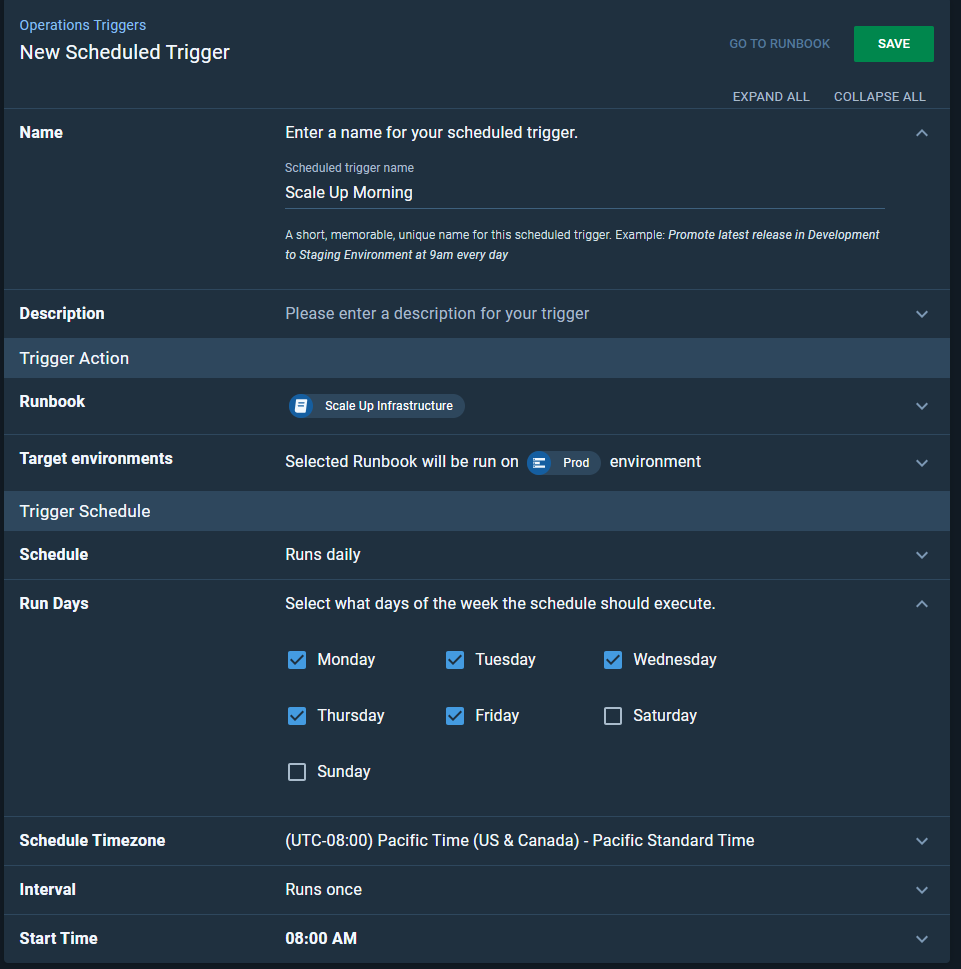 Operations Triggers
New Scheduled Trigger
GO TO RUNBOOK
SAVE
EXPAND ALL
COLLAPSE ALL
Name
Enter a name for your scheduled trigger.
Scheduled trigger name
Scale Up Morning
A short, memorable, unique name for this scheduled trigger. Example: Promote latest release in Development
to Staging Environment at 9am every day
Description
Please enter a description for your trigger
Trigger Action
Runbook
Scale Up Infrastructure
Target environments
Selected Runbook will be run on Prod environment
Trigger Schedule
Schedule
Runs daily
Run Days
Select what days of the week the schedule should execute.
Monday
Tuesday
Wednesday
Thursday
Friday
Saturday
Sunday
Schedule Timezone
(UTC-08:00) Pacific Time (US & Canada) - Pacific Standard Time
Interval
Runs once
Start Time
08:00 AM